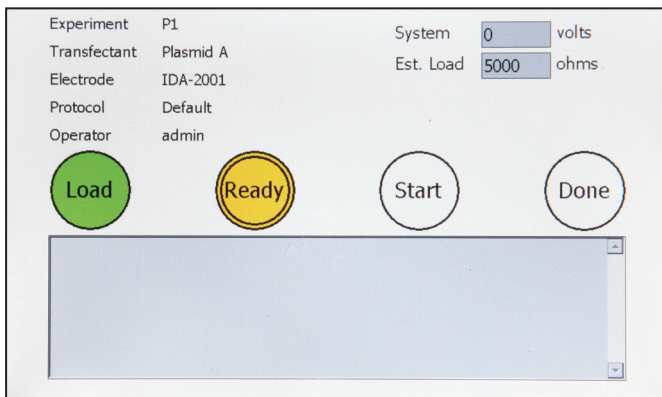 Experiment P1
Transfectant Plasmid A
Electrode IDA-2001
Protocol Default
Operator admin
System 0 volts
Est. Load 5000 ohms
Load Ready Start Done